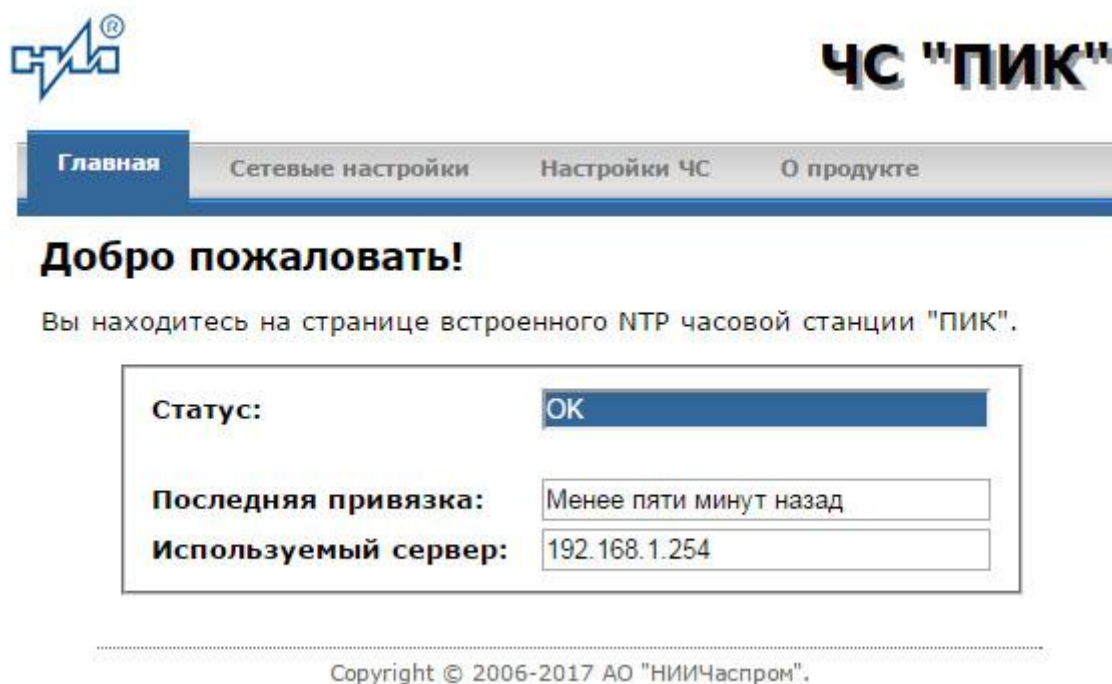 ЧС "ПИК"
Главная
Сетевые настройки
Настройки ЧС
О продукте
Добро пожаловать!
Вы находитесь на странице встроенного NTP часовой станции "ПИК".
Статус: OK
Последняя привязка: Менее пяти минут назад
Используемый сервер: 192.168.1.254
Copyright © 2006-2017 АО "НИИЧаспром".